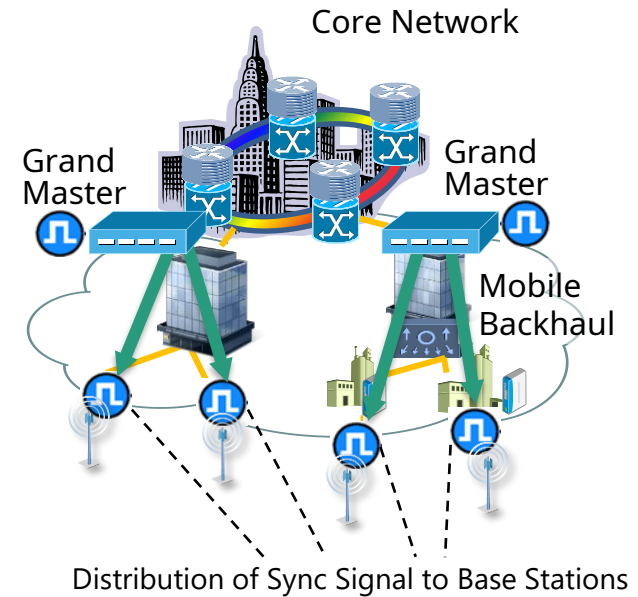 Core Network
Grand
Master
Grand
Master
Mobile
Backhaul
Distribution of Sync Signal to Base Stations